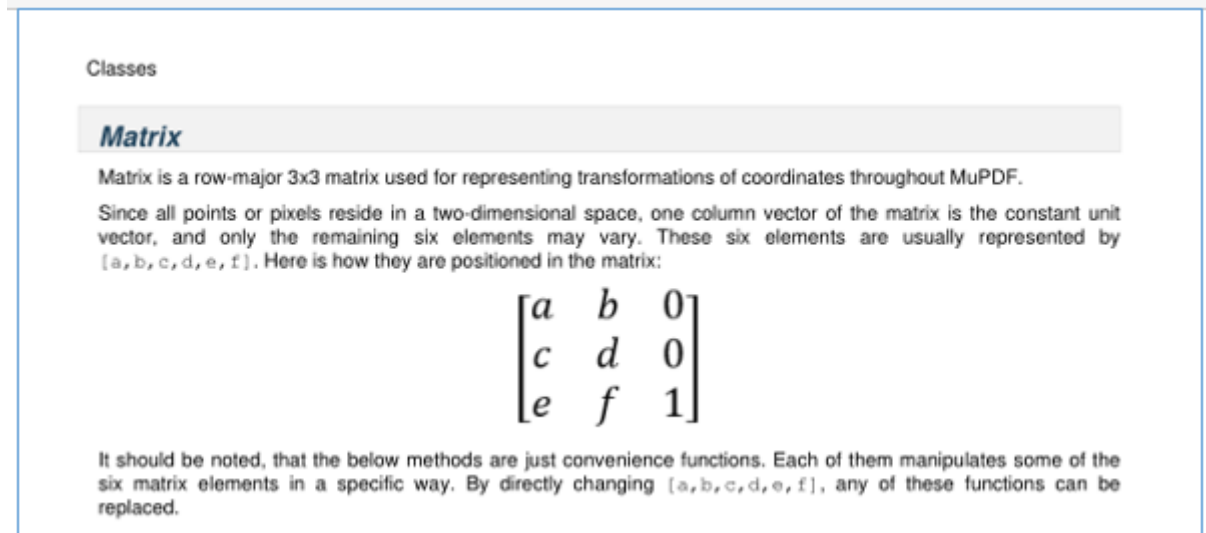 Classes
Matrix
Matrix is a row-major 3x3 matrix used for representing transformations of coordinates throughout MuPDF.
Since all points or pixels reside in a two-dimensional space, one column vector of the matrix is the constant unit
vector, and only the remaining six elements may vary. These six elements are usually represented by
[a,b,c,d,e,f]. Here is how they are positioned in the matrix:
a b 0
c d 0
e f 1
It should be noted, that the below methods are just convenience functions. Each of them manipulates some of the
six matrix elements in a specific way. By directly changing [a,b,c,d,e,f], any of these functions can be
replaced.